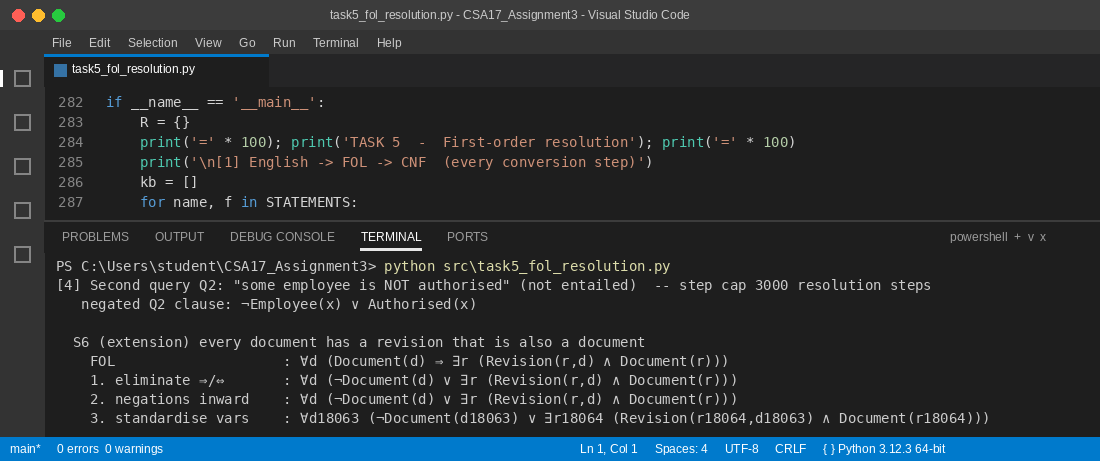 task5_fol_resolution.py - CSA17_Assignment3 - Visual Studio Code
File Edit Selection View Go Run Terminal Help
task5_fol_resolution.py
282 if __name__ == '__main__':
283     R = {}
284     print('=' * 100); print('TASK 5  -  First-order resolution'); print('=' * 100)
285     print('\n[1] English -> FOL -> CNF  (every conversion step)')
286     kb = []
287     for name, f in STATEMENTS:
PROBLEMS OUTPUT DEBUG CONSOLE TERMINAL PORTS powershell + v x
PS C:\Users\student\CSA17_Assignment3> python src\task5_fol_resolution.py
[4] Second query Q2: "some employee is NOT authorised" (not entailed)  -- step cap 3000 resolution steps
   negated Q2 clause: ¬Employee(x) ∨ Authorised(x)
  S6 (extension) every document has a revision that is also a document
    FOL                    : ∀d (Document(d) ⇒ ∃r (Revision(r,d) ∧ Document(r)))
    1. eliminate ⇒/⇔       : ∀d (¬Document(d) ∨ ∃r (Revision(r,d) ∧ Document(r)))
    2. negations inward    : ∀d (¬Document(d) ∨ ∃r (Revision(r,d) ∧ Document(r)))
    3. standardise vars    : ∀d18063 (¬Document(d18063) ∨ ∃r18064 (Revision(r18064,d18063) ∧ Document(r18064)))
main* 0 errors 0 warnings Ln 1, Col 1 Spaces: 4 UTF-8 CRLF { } Python 3.12.3 64-bit